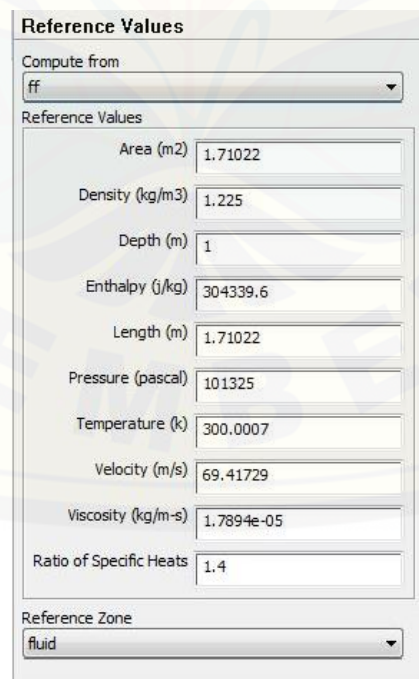 Reference Values
Compute from
ff
Reference Values
Area (m2) 1.71022
Density (kg/m3) 1.225
Depth (m) 1
Enthalpy (j/kg) 304339.6
Length (m) 1.71022
Pressure (pascal) 101325
Temperature (k) 300.0007
Velocity (m/s) 69.41729
Viscosity (kg/m-s) 1.7894e-05
Ratio of Specific Heats 1.4
Reference Zone
fluid